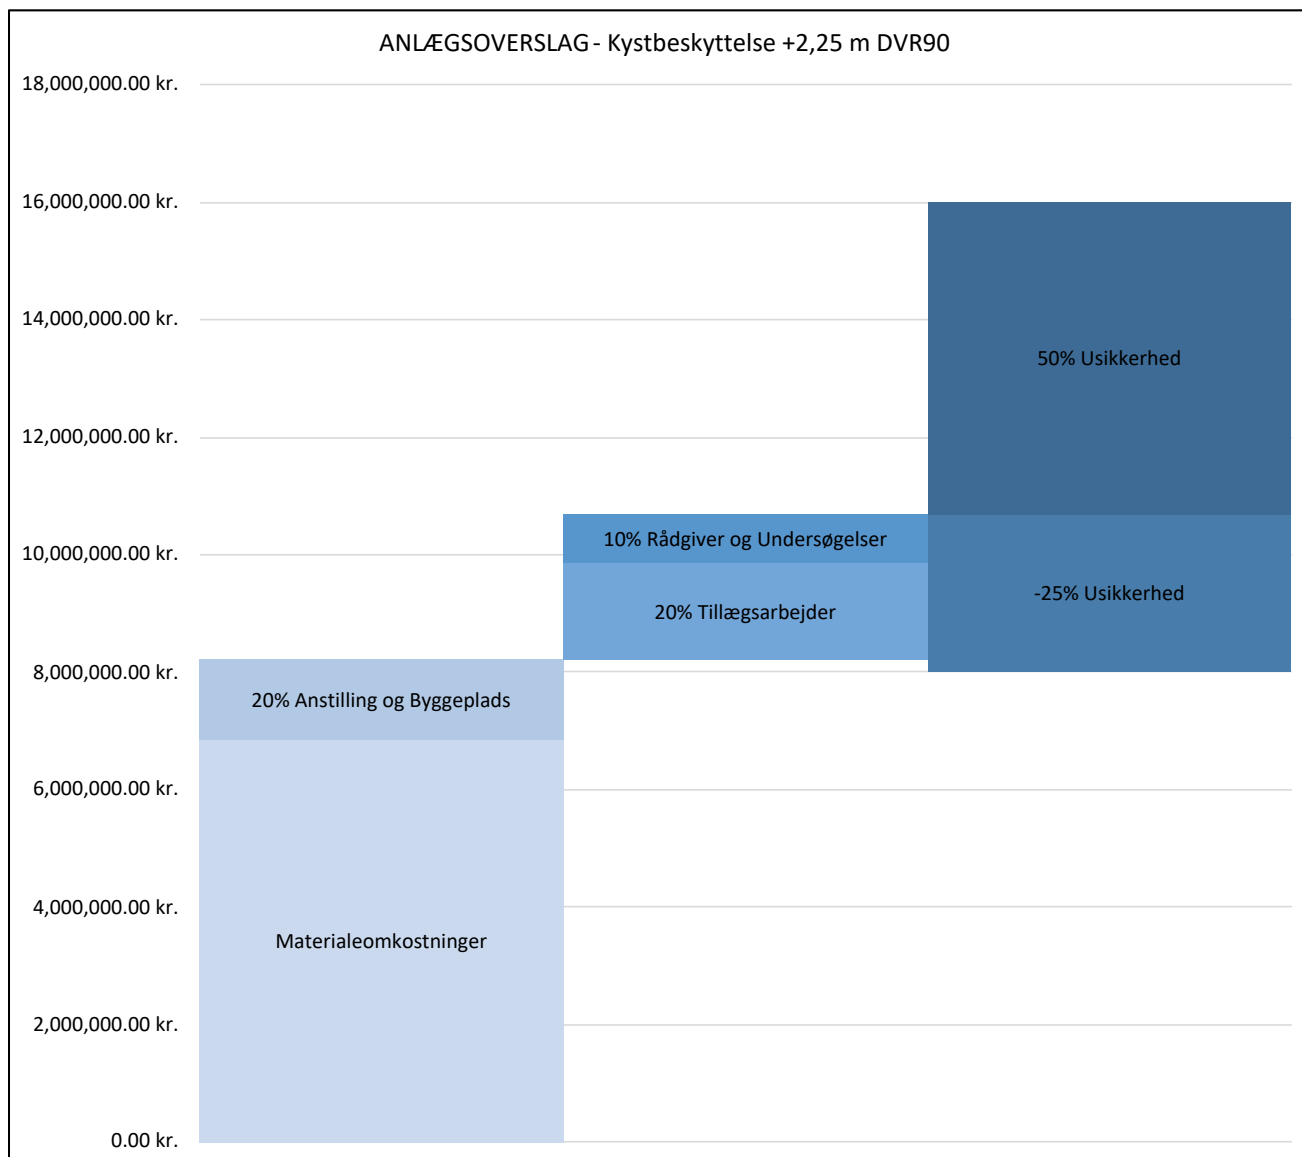 ANLÆGSOVERSLAG - Kystbeskyttelse +2,25 m DVR90
18,000,000.00 kr.
16,000,000.00 kr.
14,000,000.00 kr.
12,000,000.00 kr.
10,000,000.00 kr.
8,000,000.00 kr.
6,000,000.00 kr.
4,000,000.00 kr.
2,000,000.00 kr.
0.00 kr.
20% Anstilling og Byggeplads
Materialeomkostninger
10% Rådgiver og Undersøgelser
20% Tillægsarbejder
50% Usikkerhed
-25% Usikkerhed